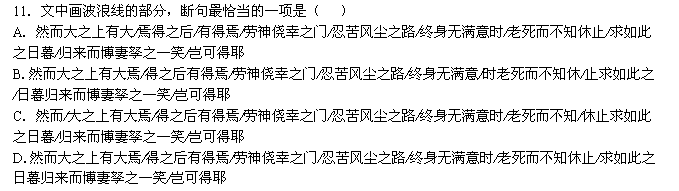 11. 文中画波浪线的部分，断句最恰当的一项是（    ）
A. 然而大之上有大/焉得之后/有得焉/劳神侥幸之门/忍苦风尘之路/终身无满意时/老死而不知休止/求如此
之日暮/归来而博妻孥之一笑/岂可得耶
B.然而大之上有大焉/得之后有得焉/劳神侥幸之门/忍苦风尘之路/终身无满意/时老死而不知休/止求如此之
/日暮归来而博妻孥之一笑/岂可得耶
C. 然而/大之上有大焉/得之后有得焉/劳神侥幸之门/忍苦风尘之路/终身无满意时/老死而不知/休止求如此
之日暮/归来而博妻孥之一笑/岂可得耶
D.然而大之上有大焉/得之后有得焉/劳神侥幸之门/忍苦风尘之路/终身无满意时/老死而不知休止/求如此之
日暮归来而博妻孥之一笑/岂可得耶